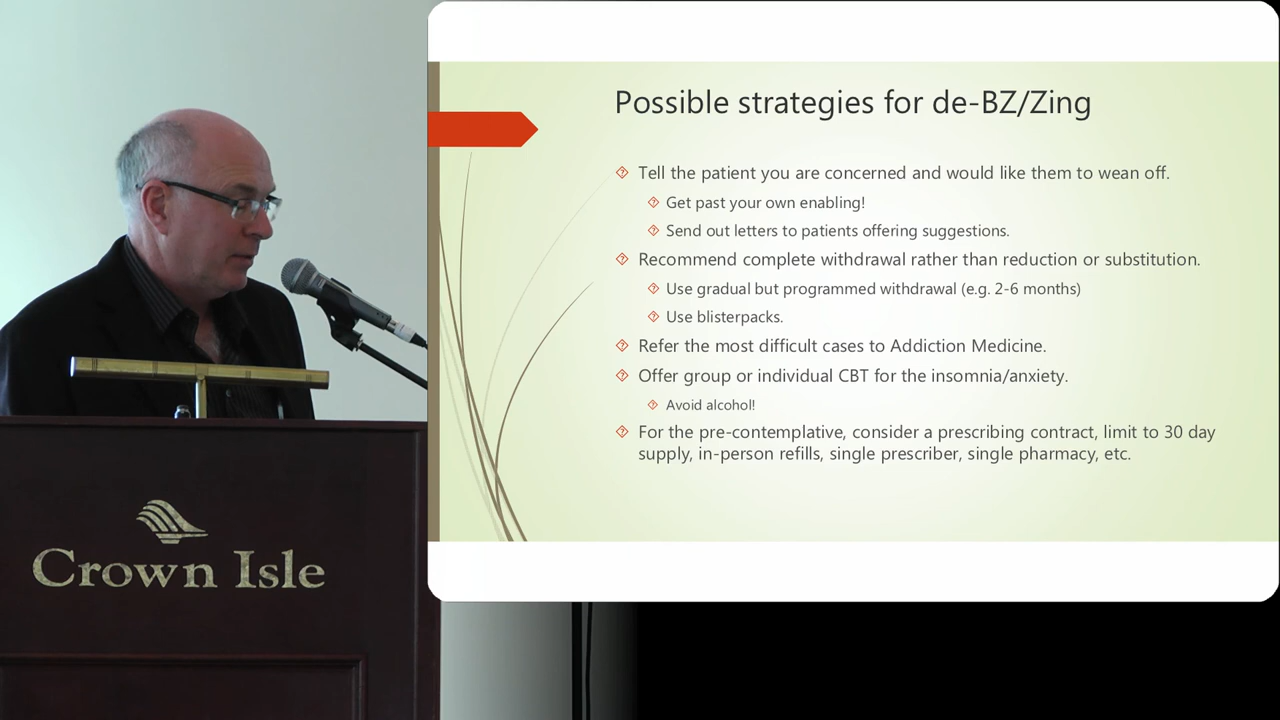 Possible strategies for de-BZ/Zing
Tell the patient you are concerned and would like them to wean off.
Get past your own enabling!
Send out letters to patients offering suggestions.
Recommend complete withdrawal rather than reduction or substitution.
Use gradual but programmed withdrawal (e.g. 2-6 months)
Use blisterpacks.
Refer the most difficult cases to Addiction Medicine.
Offer group or individual CBT for the insomnia/anxiety.
Avoid alcohol!
For the pre-contemplative, consider a prescribing contract, limit to 30 day
supply, in-person refills, single prescriber, single pharmacy, etc.
Crown Isle